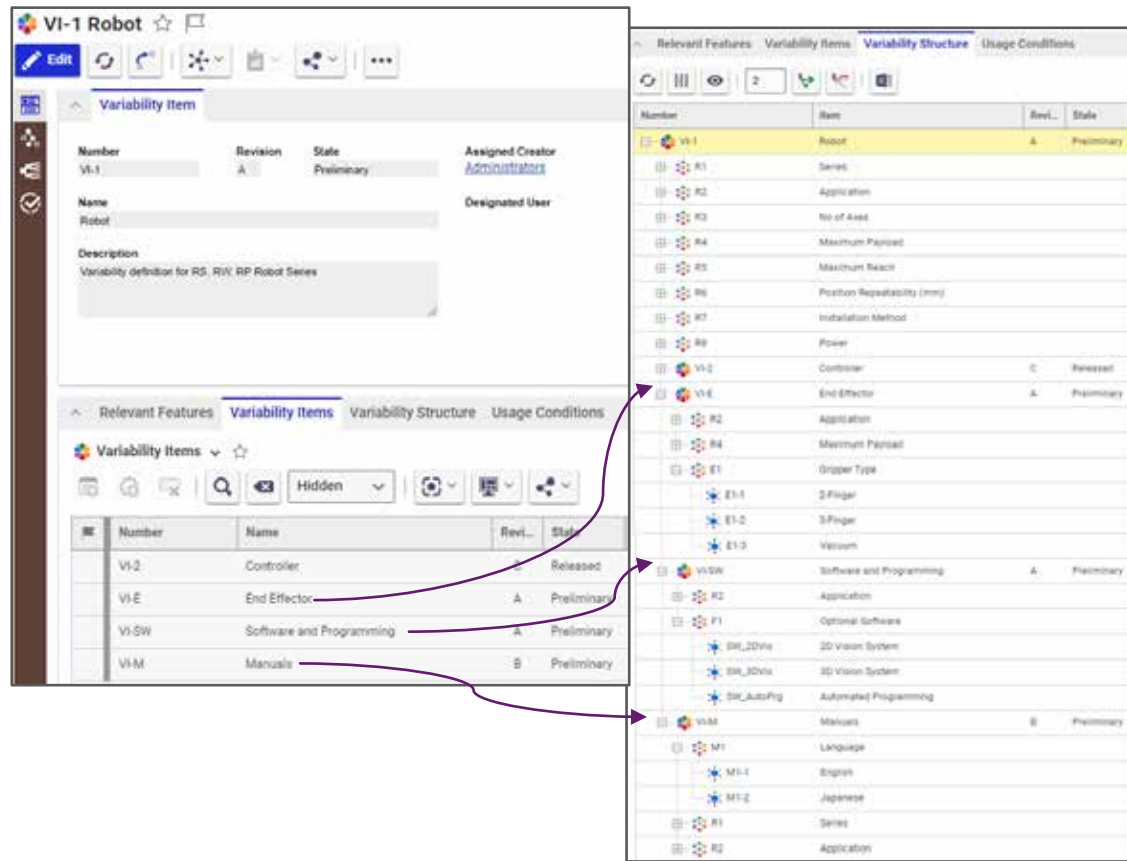 VI-1 Robot
Edit
Variability Item
Number Revision State Assigned Creator
VI-1 A Preliminary Administrators
Name Designated User
Robot
Description
Variability definition for RS, RW, RP Robot Series
Relevant Features Variability Items Variability Structure Usage Conditions
Variability Items
Hidden
Number Name Revi... State
VI-2 Controller C Released
VI-E End Effector A Preliminary
VI-SW Software and Programming A Preliminary
VI-M Manuals B Preliminary
Relevant Features Variability Items Variability Structure Usage Conditions
2
Number Item Revi... State
VI-1 Robot A Preliminary
R1 Series
R2 Application
R3 No of Axes
R4 Maximum Payload
R5 Maximum Reach
R6 Position Repeatability (mm)
R7 Installation Method
R8 Power
VI-2 Controller C Released
VI-E End Effector A Preliminary
R2 Application
R4 Maximum Payload
E1 Gripper Type
E1-1 2-Finger
E1-2 3-Finger
E1-3 Vacuum
VI-SW Software and Programming A Preliminary
R2 Application
F1 Optional Software
SW_2DVis 2D Vision System
SW_3DVis 3D Vision System
SW_AutoPrg Automated Programming
VI-M Manuals B Preliminary
M1 Language
M1-1 English
M1-2 Japanese
R1 Series
R2 Application